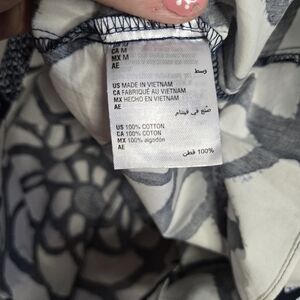 CA M
MX M
AE
وسط
US MADE IN VIETNAM
CA FABRIQUÉ AU VIETNAM
MX HECHO EN VIETNAM
AE
صنع في فيتنام
US 100% COTTON
CA 100% COTON
MX 100% algodón
AE
100% قطن